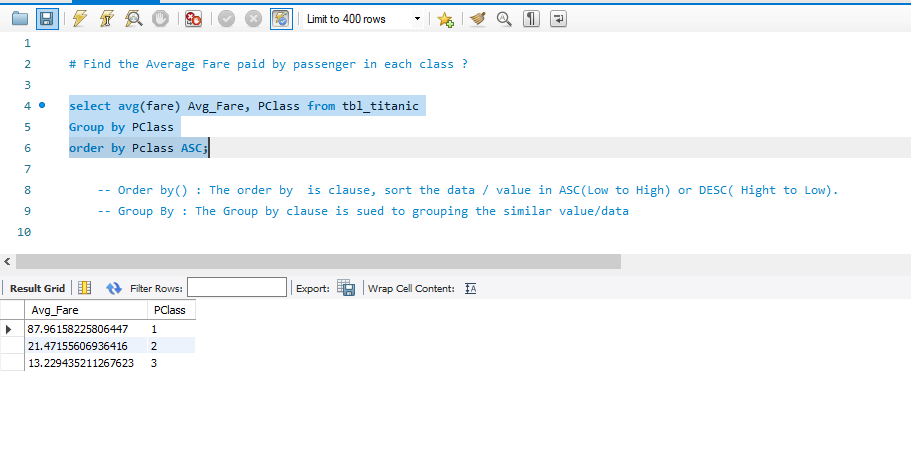 Limit to 400 rows
1
2 # Find the Average Fare paid by passenger in each class ?
3
4 select avg(fare) Avg_Fare, PClass from tbl_titanic
5 Group by PClass
6 order by Pclass ASC;
7
8 -- Order by() : The order by  is clause, sort the data / value in ASC(Low to High) or DESC( Hight to Low).
9 -- Group By : The Group by clause is sued to grouping the similar value/data
10
Result Grid Filter Rows: Export: Wrap Cell Content: IA
Avg_Fare PClass
87.96158225806447 1
21.47155606936416 2
13.229435211267623 3